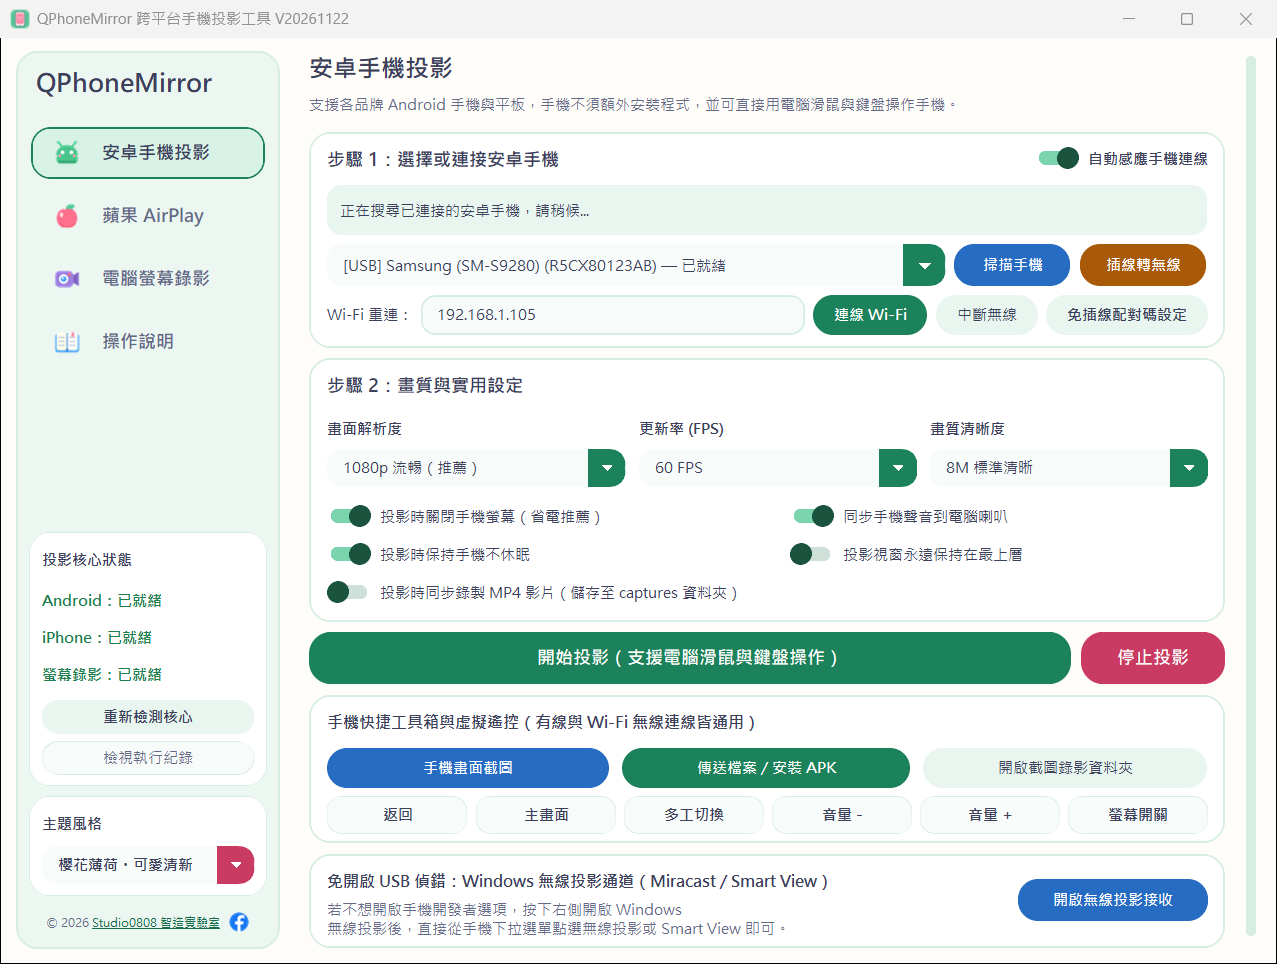 QPhoneMirror 跨平台手機投影工具 V20261122
QPhoneMirror
安卓手機投影
蘋果 AirPlay
電腦螢幕錄影
操作說明
投影核心狀態
Android：已就緒
iPhone：已就緒
螢幕錄影：已就緒
重新檢測核心
檢視執行紀錄
主題風格
櫻花薄荷・可愛清新
© 2026 Studio0808 智造實驗室
安卓手機投影
支援各品牌 Android 手機與平板，手機不須額外安裝程式，並可直接用電腦滑鼠與鍵盤操作手機。
步驟 1：選擇或連接安卓手機
自動感應手機連線
正在搜尋已連接的安卓手機，請稍候...
[USB] Samsung (SM-S9280) (R5CX80123AB) — 已就緒
掃描手機
插線轉無線
Wi-Fi 重連：
192.168.1.105
連線 Wi-Fi
中斷無線
免插線配對碼設定
步驟 2：畫質與實用設定
畫面解析度
更新率 (FPS)
畫質清晰度
1080p 流暢（推薦）
60 FPS
8M 標準清晰
投影時關閉手機螢幕（省電推薦）
同步手機聲音到電腦喇叭
投影時保持手機不休眠
投影視窗永遠保持在最上層
投影時同步錄製 MP4 影片（儲存至 captures 資料夾）
開始投影（支援電腦滑鼠與鍵盤操作）
停止投影
手機快捷工具箱與虛擬遙控（有線與 Wi-Fi 無線連線皆通用）
手機畫面截圖
傳送檔案 / 安裝 APK
開啟截圖錄影資料夾
返回
主畫面
多工切換
音量 -
音量 +
螢幕開關
免開啟 USB 偵錯：Windows 無線投影通道（Miracast / Smart View）
若不想開啟手機開發者選項，按下右側開啟 Windows
無線投影後，直接從手機下拉選單點選無線投影或 Smart View 即可。
開啟無線投影接收